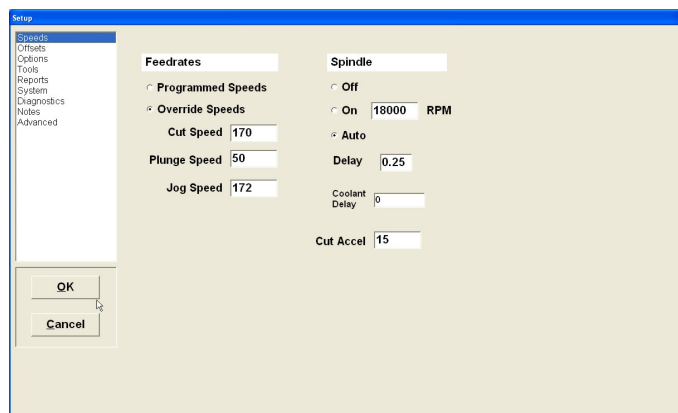 Setup
Speeds
Offsets
Options
Tools
Reports
System
Diagnostics
Notes
Advanced
OK
Cancel
Feedrates
Programmed Speeds
Override Speeds
Cut Speed 170
Plunge Speed 50
Jog Speed 172
Spindle
Off
On 18000 RPM
Auto
Delay 0.25
Coolant
Delay 0
Cut Accel 15